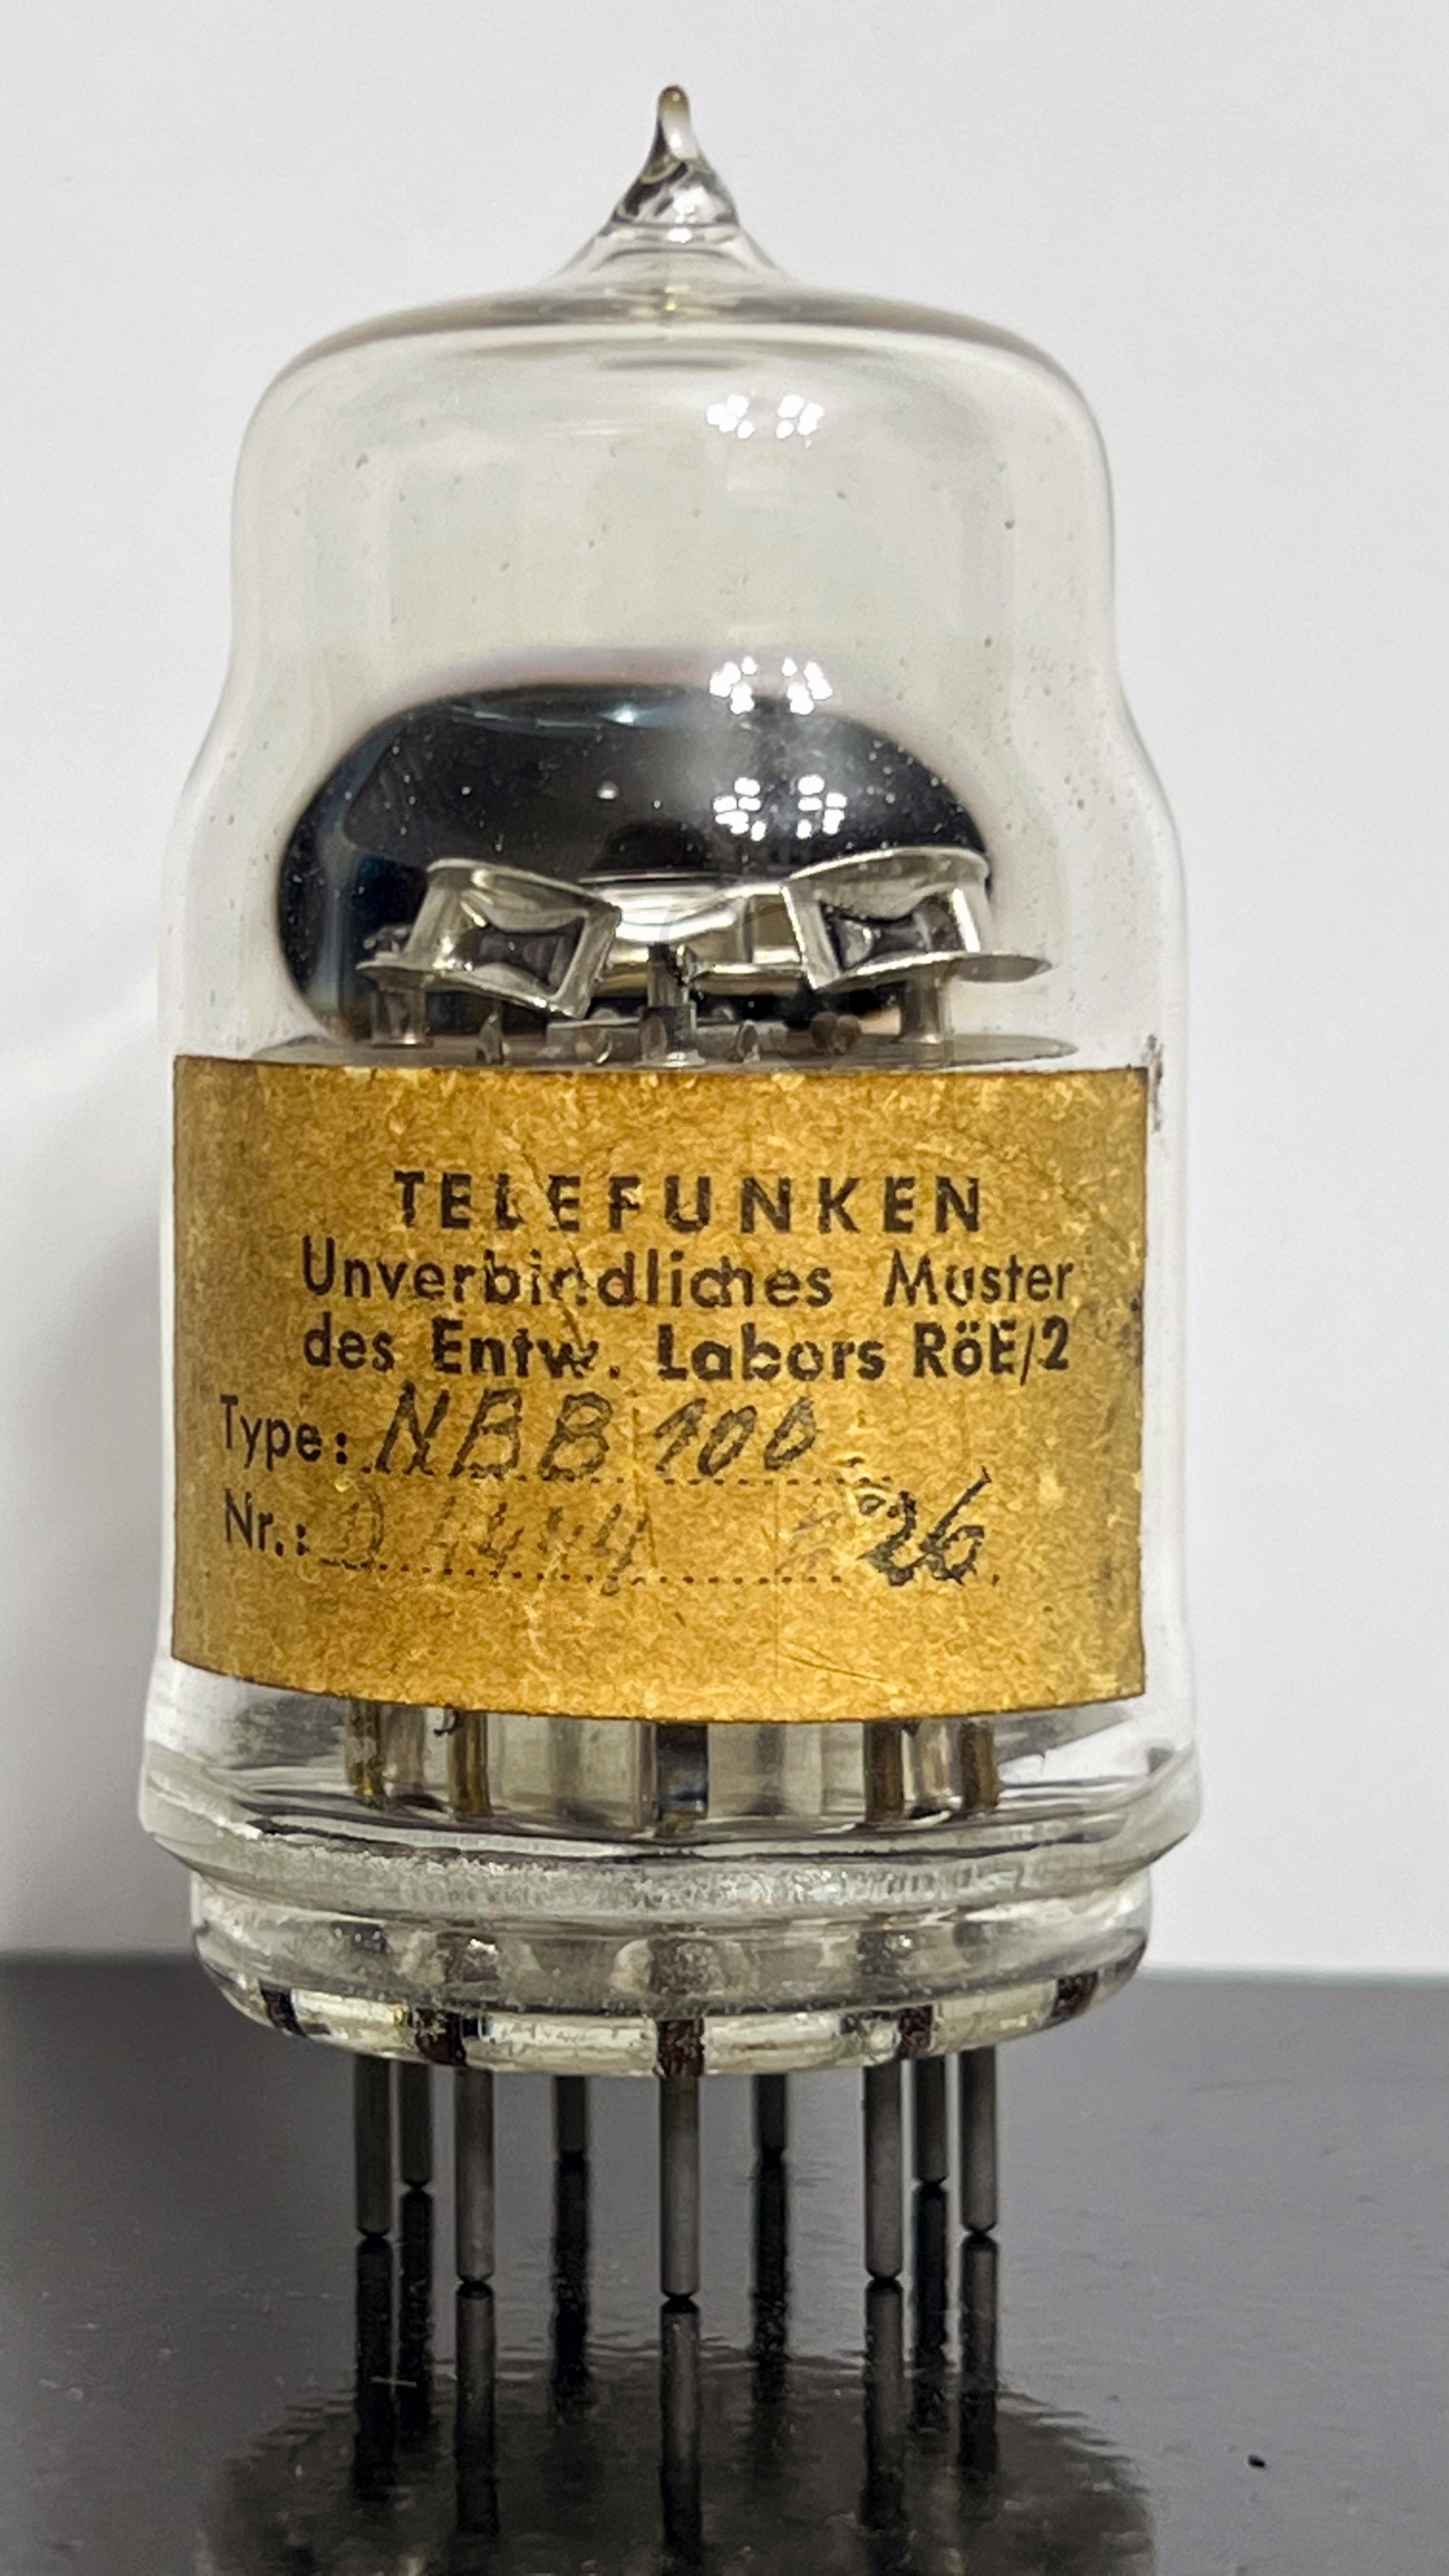 TELEFUNKEN
Unverbindliches Muster
des Entw. Labors RöE/2
Type: NBB 100
Nr.: 26.